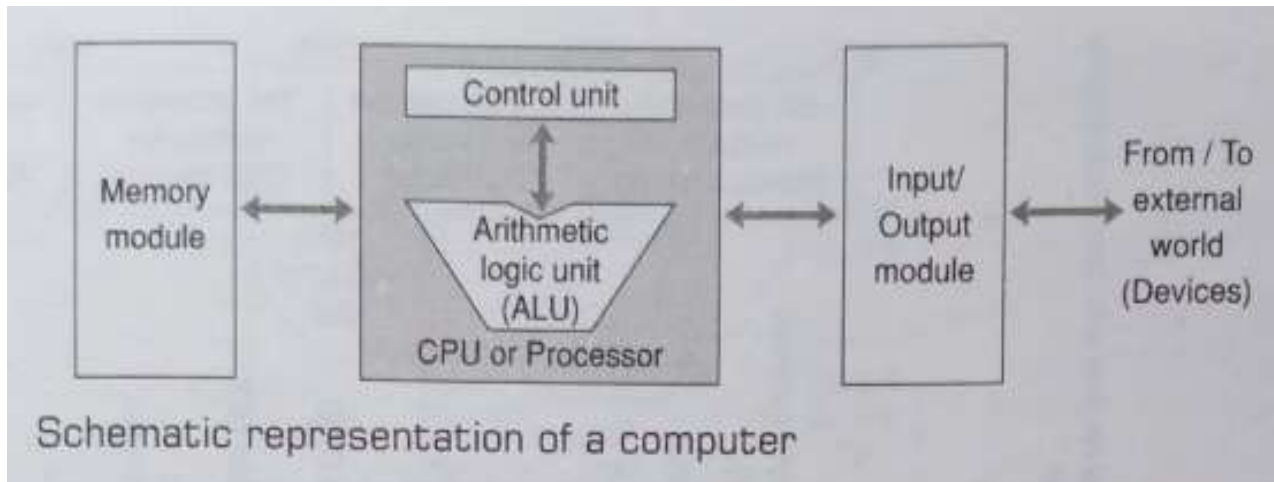 Memory
module
Control unit
Arithmetic
logic unit
(ALU)
CPU or Processor
Input/
Output
module
From / To
external
world
(Devices)
Schematic representation of a computer